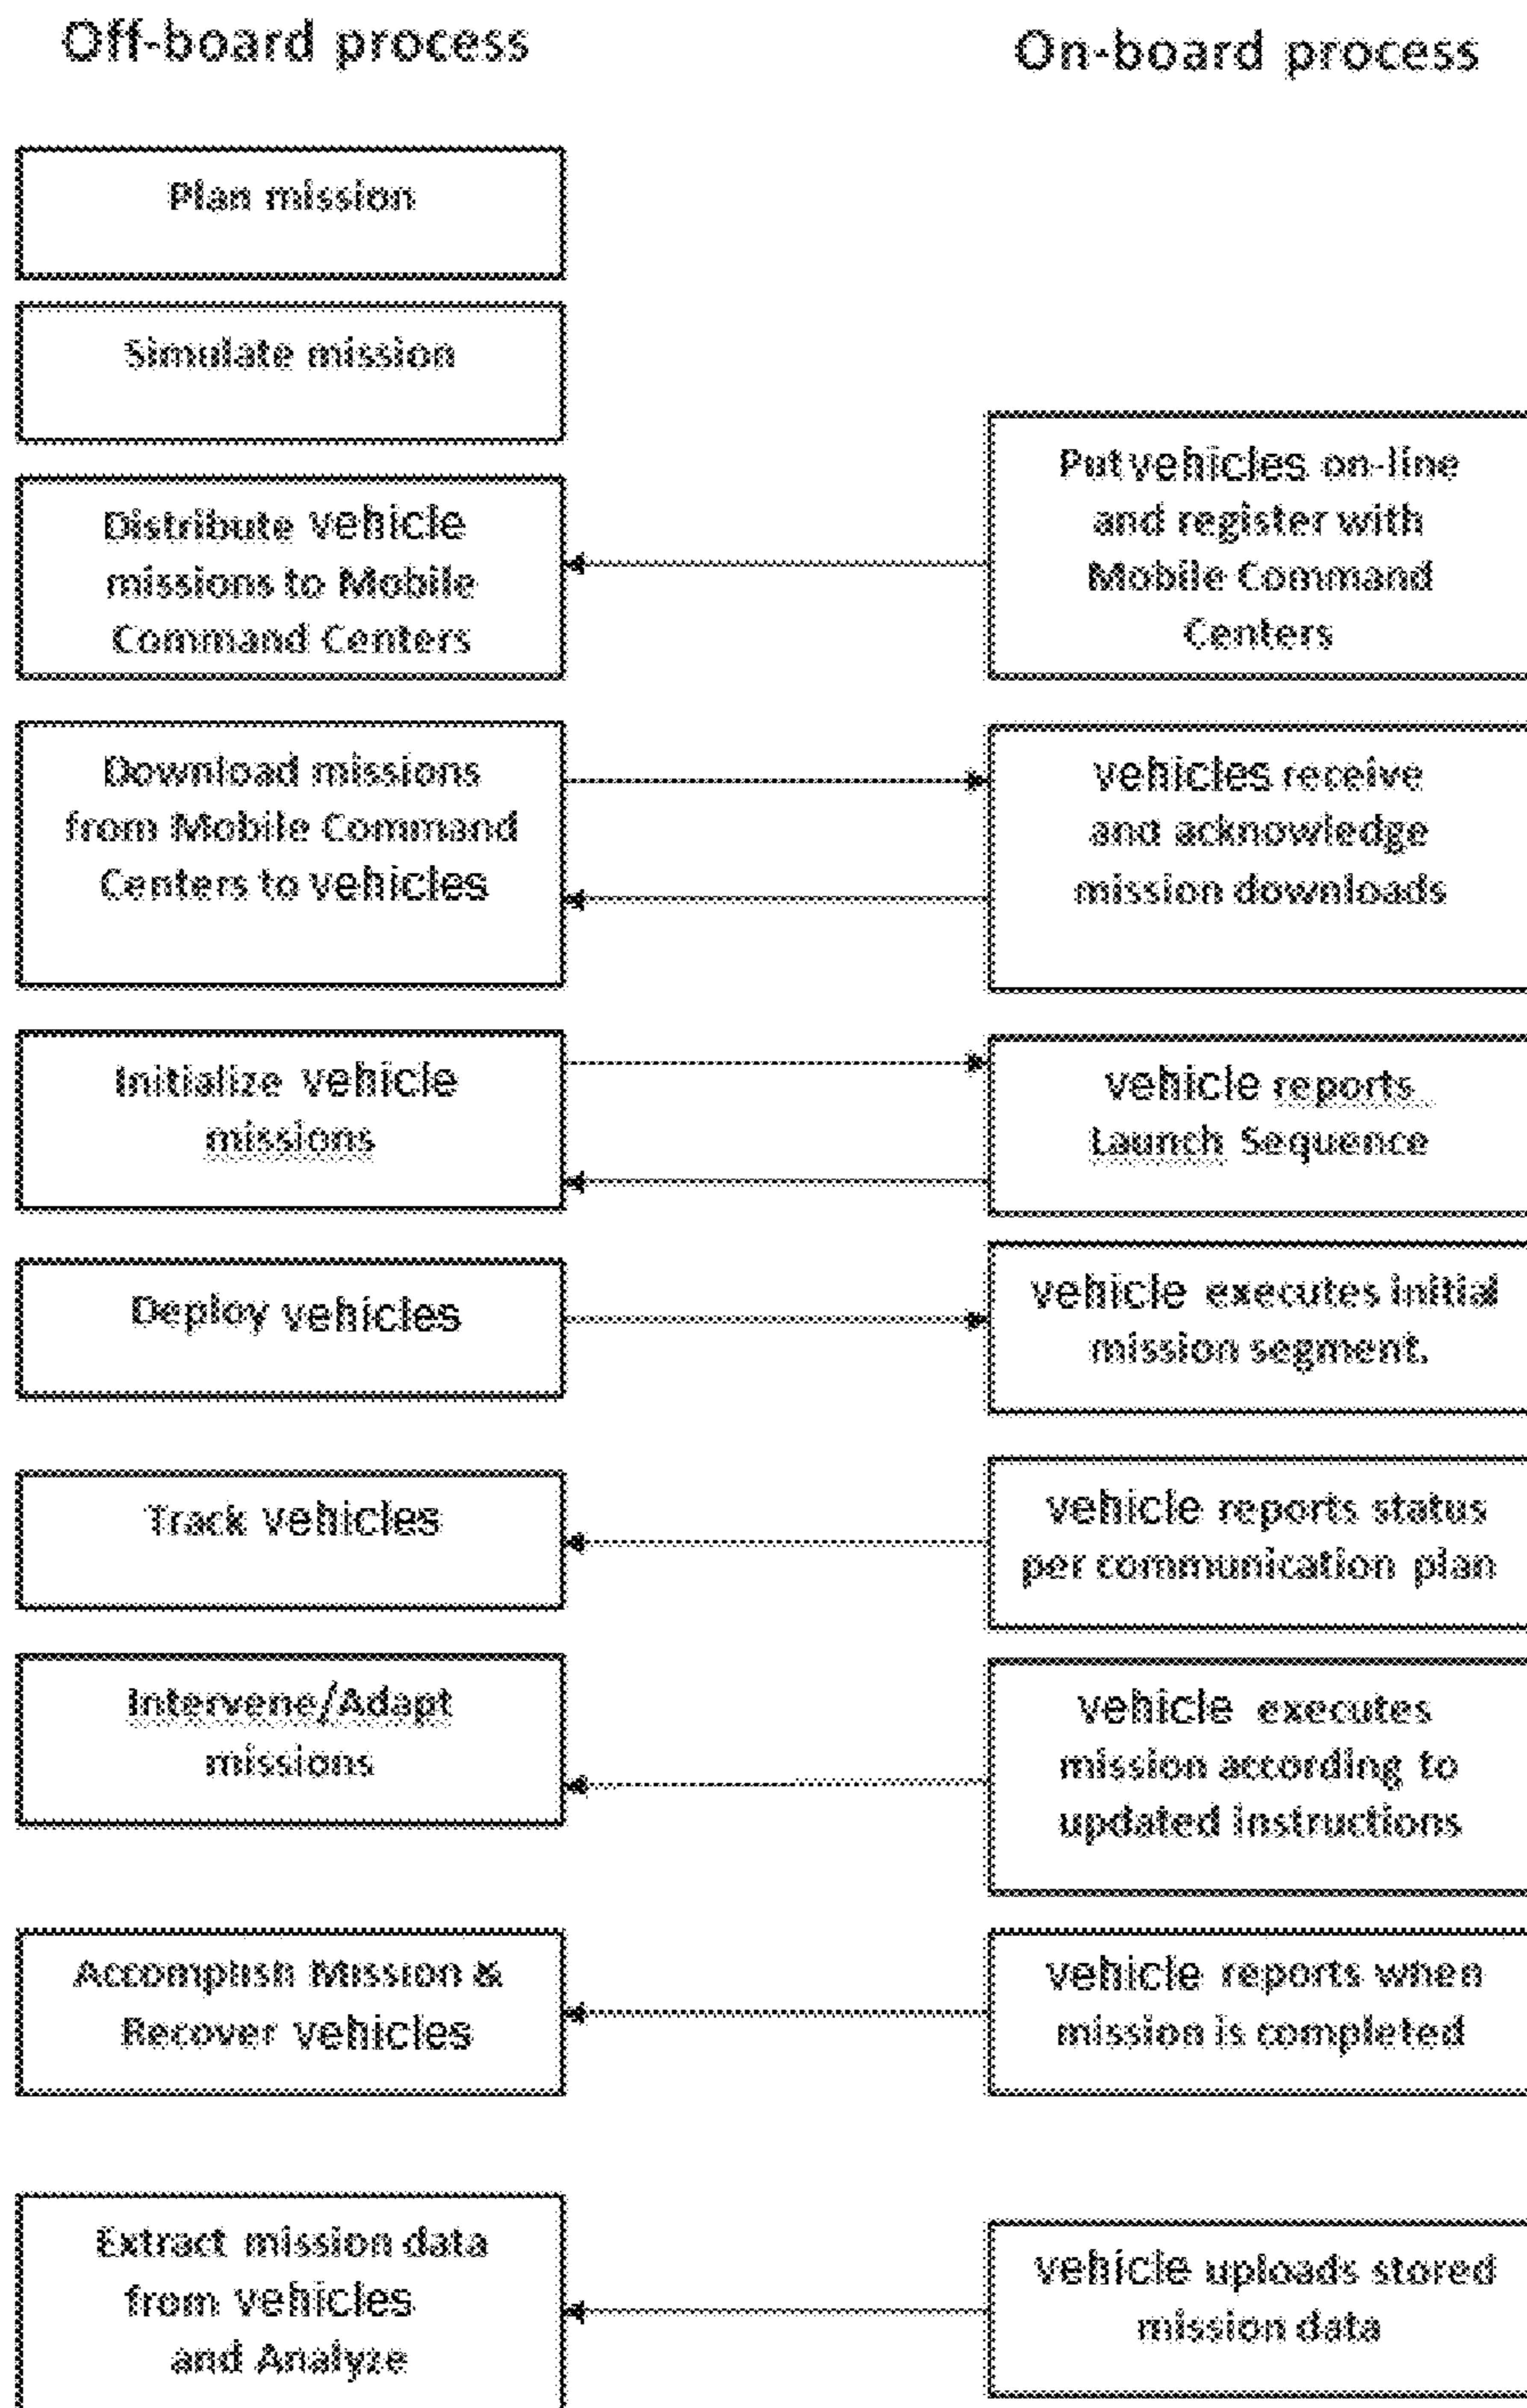 Off-board process
On-board process
Plan mission
Simulate mission
Put vehicles on-line
and register with
Mobile Command
Centers
Distribute vehicle
missions to Mobile
Command Centers
Download missions
from Mobile Command
Centers to vehicles
vehicles receive
and acknowledge
mission downloads
Initialize vehicle
missions
vehicle reports
Launch Sequence
Deploy vehicles
vehicle executes initial
mission segment.
Track vehicles
vehicle reports status
per communication plan
Intervene/Adapt
missions
vehicle executes
mission according to
updated instructions
Accomplish Mission &
Recover vehicles
vehicle reports when
mission is completed
Extract mission data
from vehicles
and Analyze
vehicle uploads stored
mission data